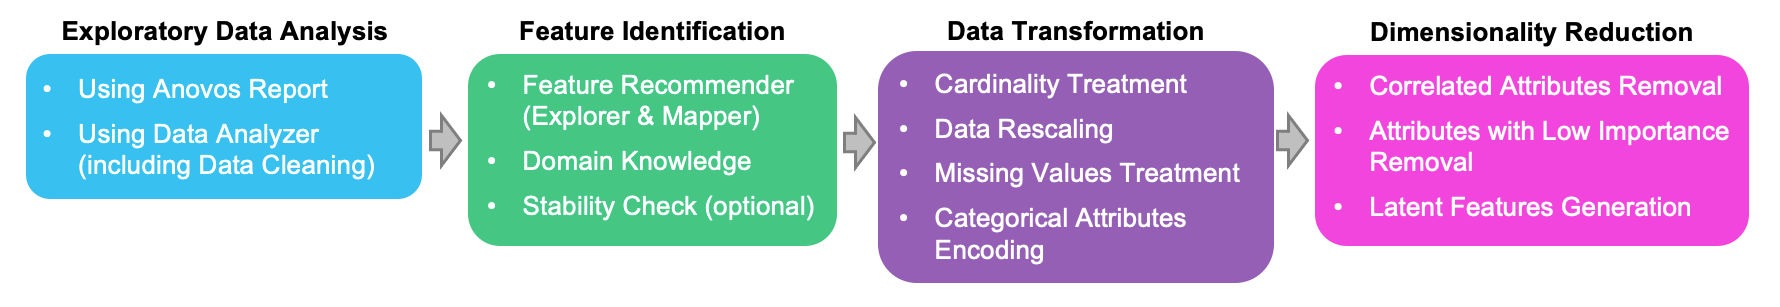 Exploratory Data Analysis
• Using Anovos Report
• Using Data Analyzer
(including Data Cleaning)
Feature Identification
• Feature Recommender
(Explorer & Mapper)
• Domain Knowledge
• Stability Check (optional)
Data Transformation
• Cardinality Treatment
• Data Rescaling
• Missing Values Treatment
• Categorical Attributes
Encoding
Dimensionality Reduction
• Correlated Attributes Removal
• Attributes with Low Importance
Removal
• Latent Features Generation